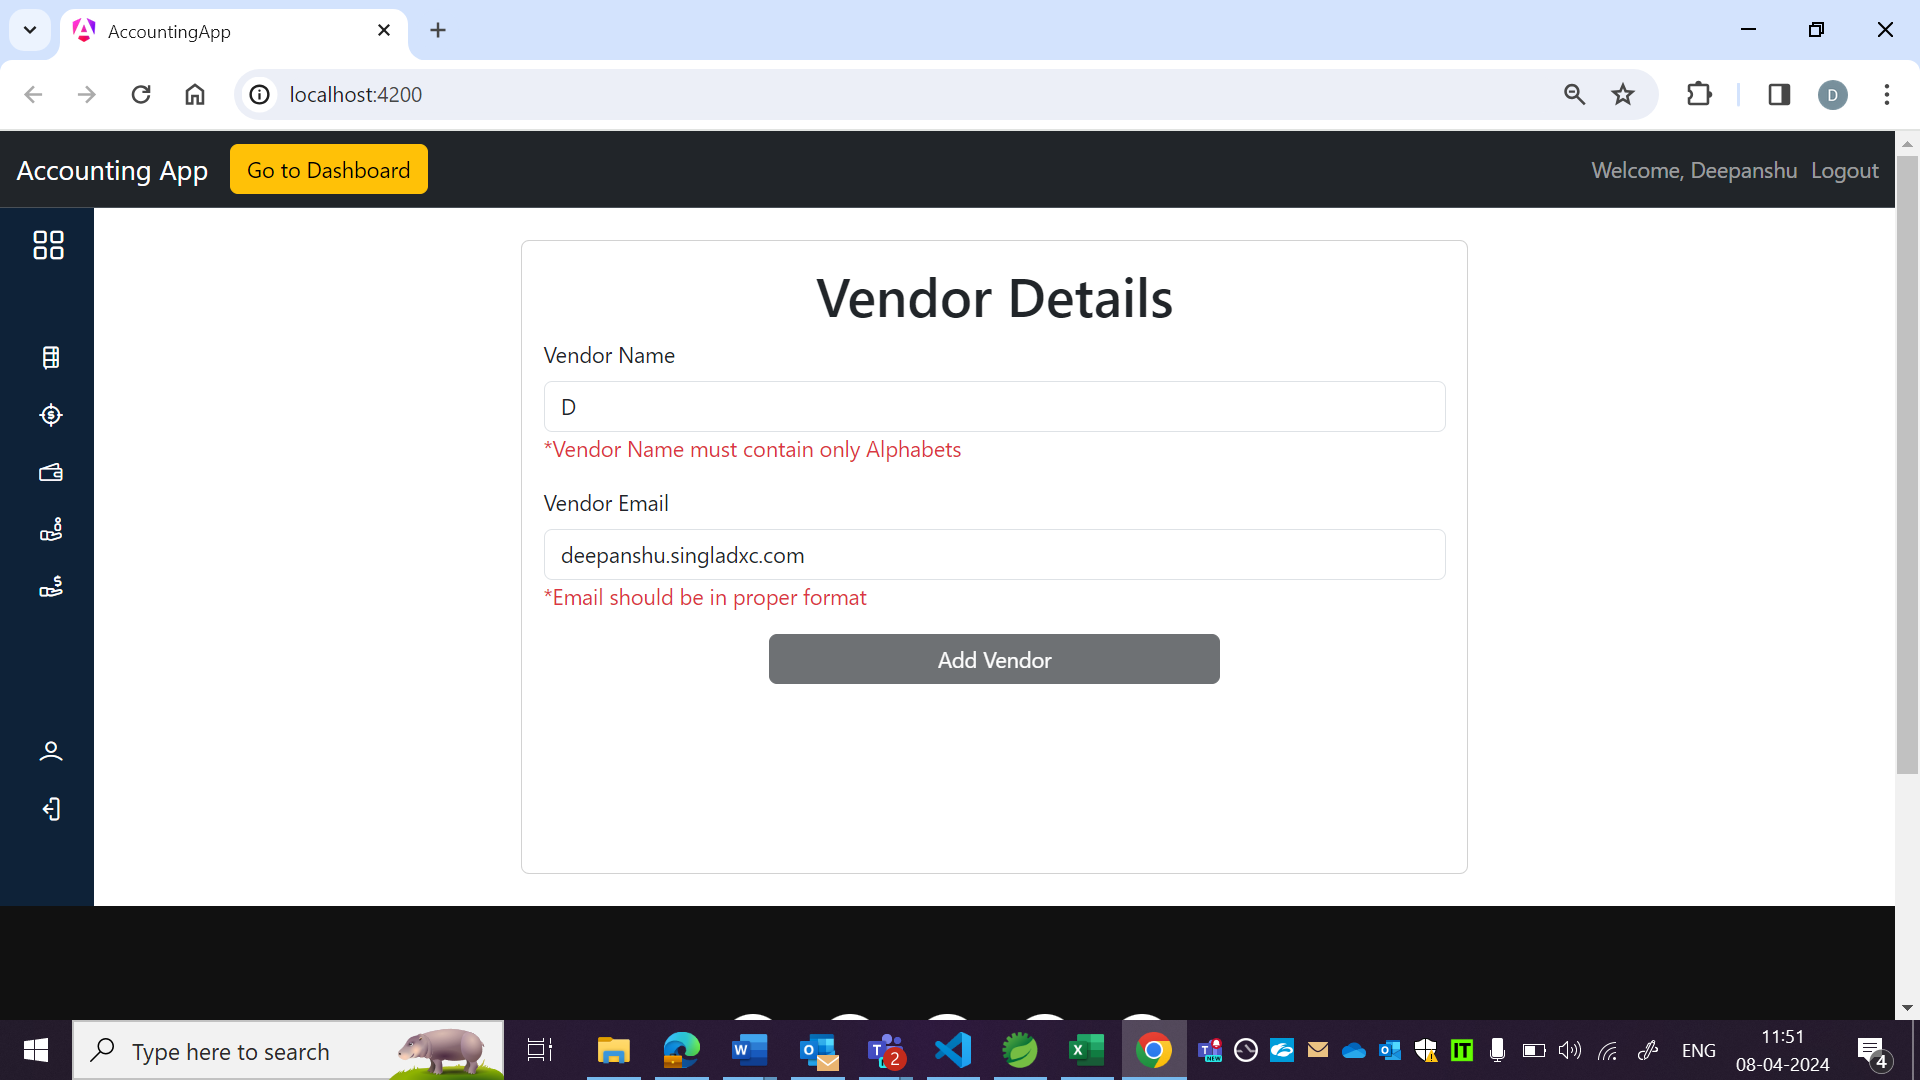 AccountingApp
localhost:4200
D
Accounting App
Go to Dashboard
Welcome, Deepanshu Logout
Vendor Details
Vendor Name
D
*Vendor Name must contain only Alphabets
Vendor Email
deepanshu.singladxc.com
*Email should be in proper format
Add Vendor
Type here to search
2
ENG
11:51
08-04-2024
4